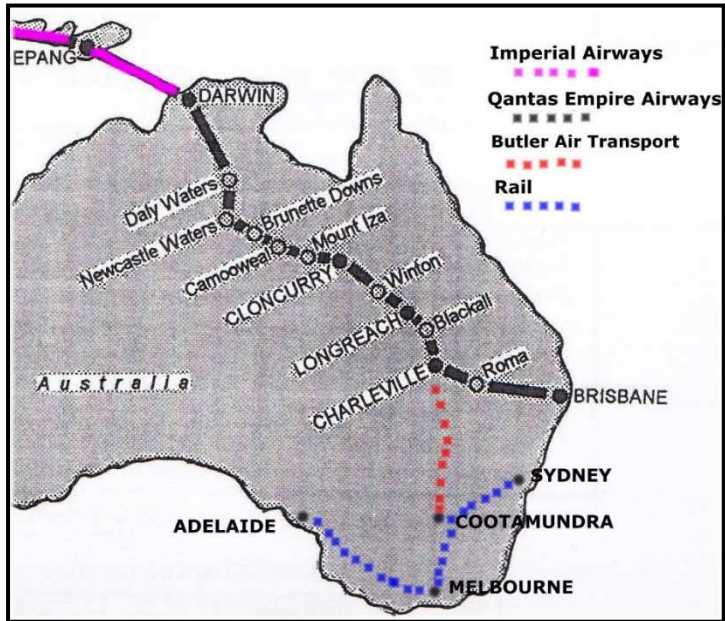 EPANG
DARWIN
Imperial Airways
Qantas Empire Airways
Butler Air Transport
Rail
Daly Waters
Newcastle Waters
Brunette Downs
Camooweal
Mount Iza
CLONCURRY
Winton
LONGREACH
Blackall
CHARLEVILLE
Roma
BRISBANE
Australia
SYDNEY
ADELAIDE
COOTAMUNDRA
MELBOURNE